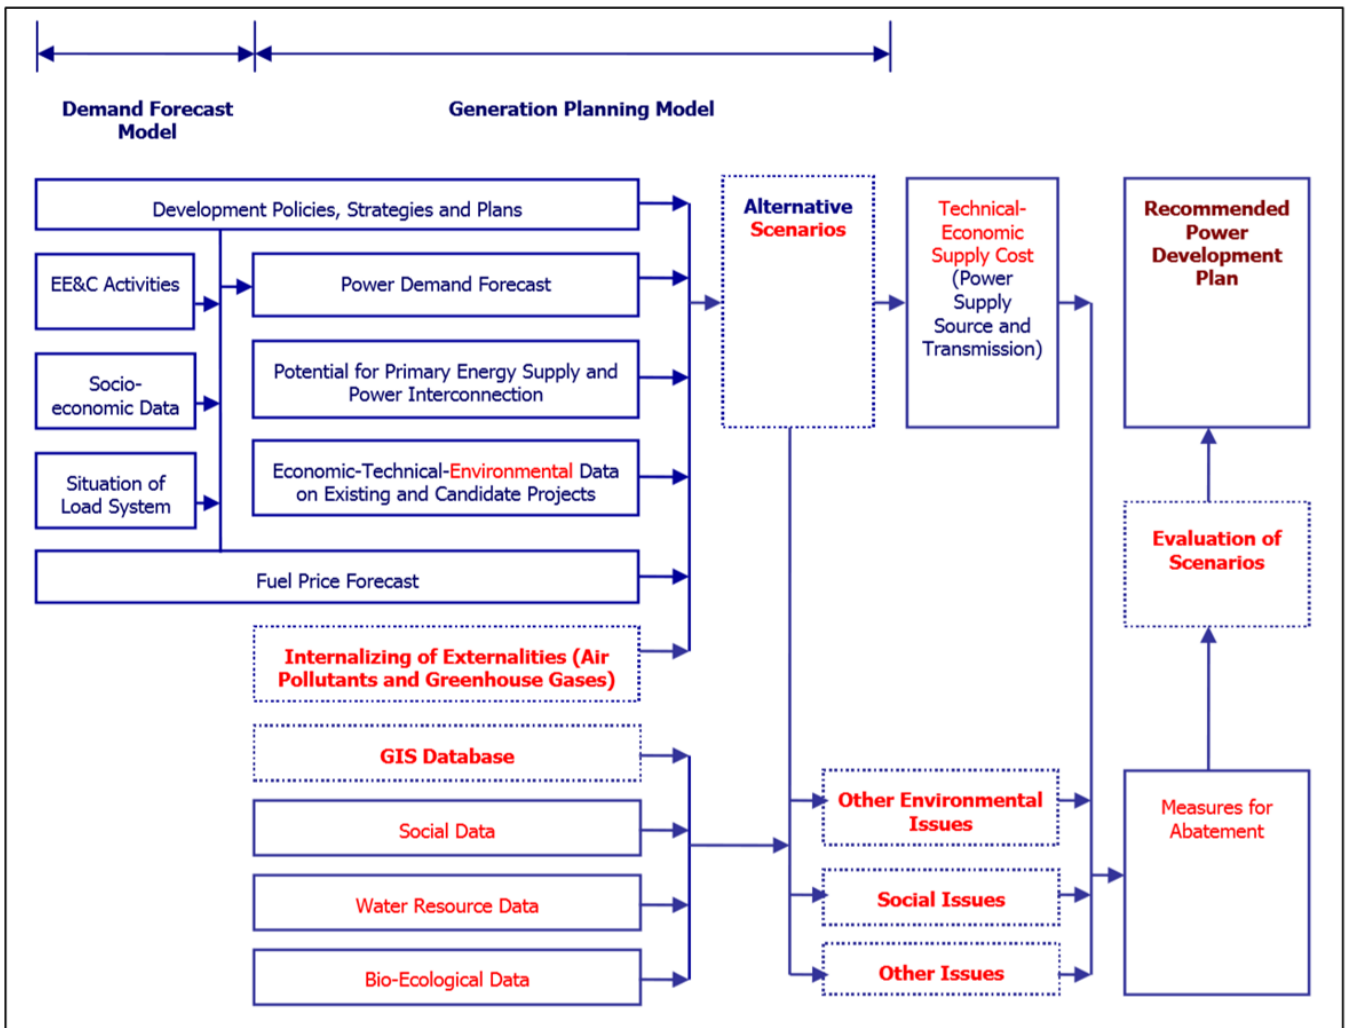 Demand Forecast
Model
Generation Planning Model
Development Policies, Strategies and Plans
EE&C Activities
Power Demand Forecast
Socio-
economic Data
Potential for Primary Energy Supply and
Power Interconnection
Situation of
Load System
Economic-Technical-Environmental Data
on Existing and Candidate Projects
Fuel Price Forecast
Internalizing of Externalities (Air
Pollutants and Greenhouse Gases)
GIS Database
Social Data
Water Resource Data
Bio-Ecological Data
Alternative
Scenarios
Technical-
Economic
Supply Cost
(Power
Supply
Source and
Transmission)
Other Environmental
Issues
Social Issues
Other Issues
Recommended
Power
Development
Plan
Evaluation of
Scenarios
Measures for
Abatement